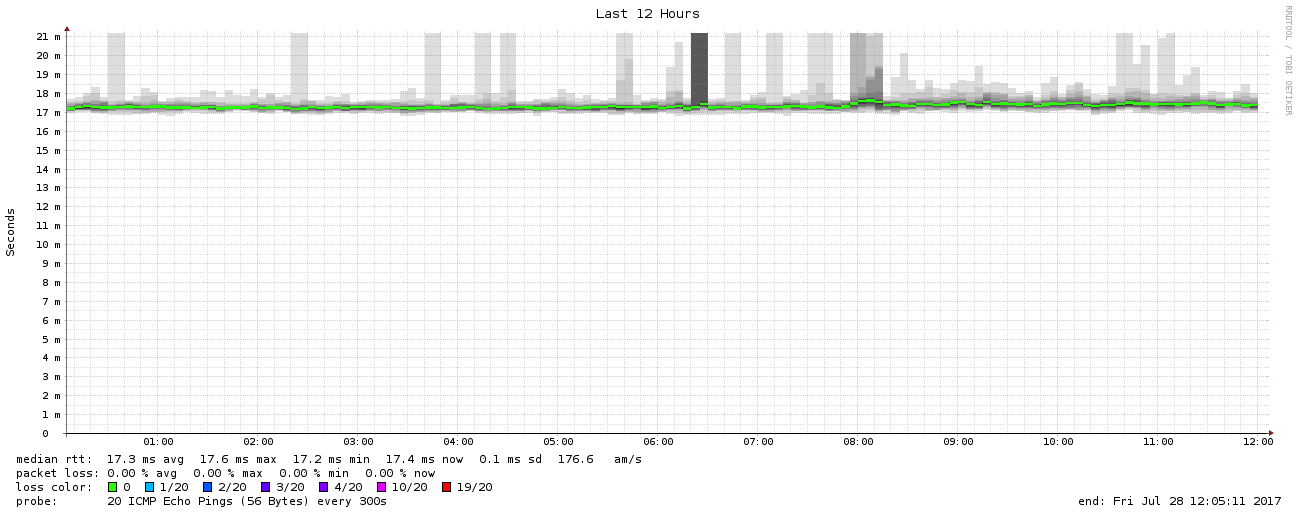 Last 12 Hours
RRDTOOL / TOBI OETIKER
Seconds
21 m
20 m
19 m
18 m
17 m
16 m
15 m
14 m
13 m
12 m
11 m
10 m
9 m
8 m
7 m
6 m
5 m
4 m
3 m
2 m
1 m
0
01:00 02:00 03:00 04:00 05:00 06:00 07:00 08:00 09:00 10:00 11:00 12:00
median rtt: 17.3 ms avg 17.6 ms max 17.2 ms min 17.4 ms now 0.1 ms sd 176.6 am/s
packet loss: 0.00 % avg 0.00 % max 0.00 % min 0.00 % now
loss color: 0 1/20 2/20 3/20 4/20 10/20 19/20
probe: 20 ICMP Echo Pings (56 Bytes) every 300s end: Fri Jul 28 12:05:11 2017